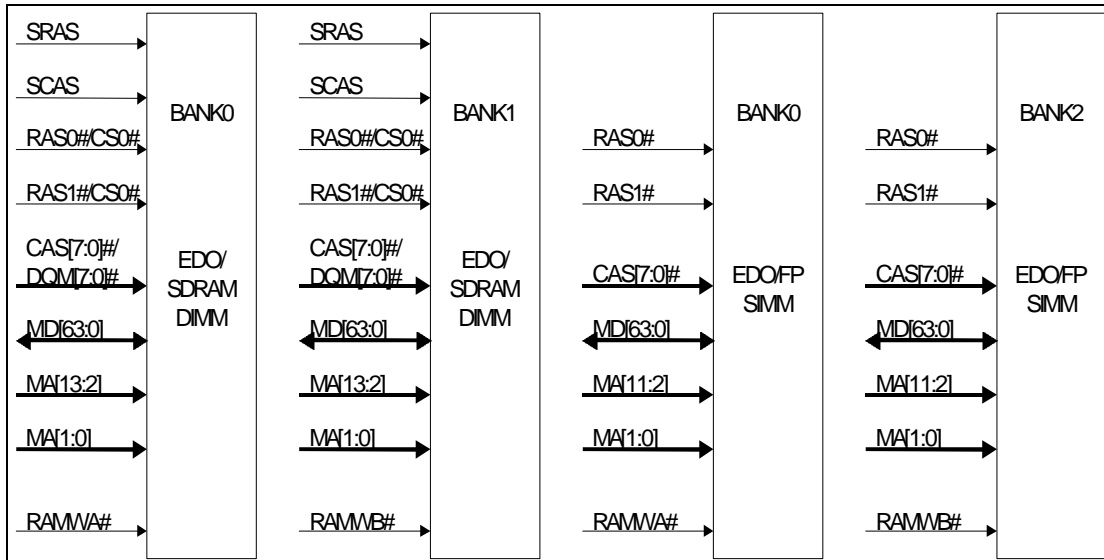 SRAS
SCAS
RAS0#/CS0#
RAS1#/CS0#
CAS[7:0]#/
DQM[7:0]#
MD[63:0]
MA[13:2]
MA[1:0]
RAMWA#
BANK0
EDO/
SDRAM
DIMM
SRAS
SCAS
RAS0#/CS0#
RAS1#/CS0#
CAS[7:0]#/
DQM[7:0]#
MD[63:0]
MA[13:2]
MA[1:0]
RAMWB#
BANK1
EDO/
SDRAM
DIMM
RAS0#
RAS1#
CAS[7:0]#
MD[63:0]
MA[11:2]
MA[1:0]
RAMWA#
BANK0
EDO/FP
SIMM
RAS0#
RAS1#
CAS[7:0]#
MD[63:0]
MA[11:2]
MA[1:0]
RAMWB#
BANK2
EDO/FP
SIMM